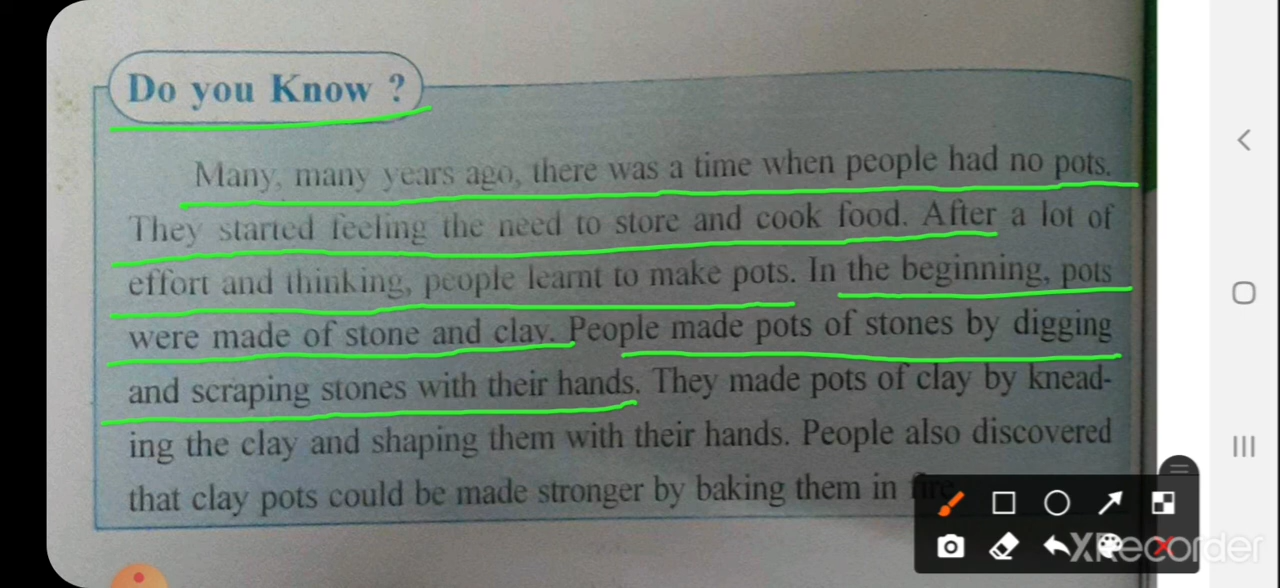 Do you Know ?
Many, many years ago, there was a time when people had no pots.
They started feeling the need to store and cook food. After a lot of
effort and thinking, people learnt to make pots. In the beginning, pots
were made of stone and clay. People made pots of stones by digging
and scraping stones with their hands. They made pots of clay by knead-
ing the clay and shaping them with their hands. People also discovered
that clay pots could be made stronger by baking them in fire.
XRecorder